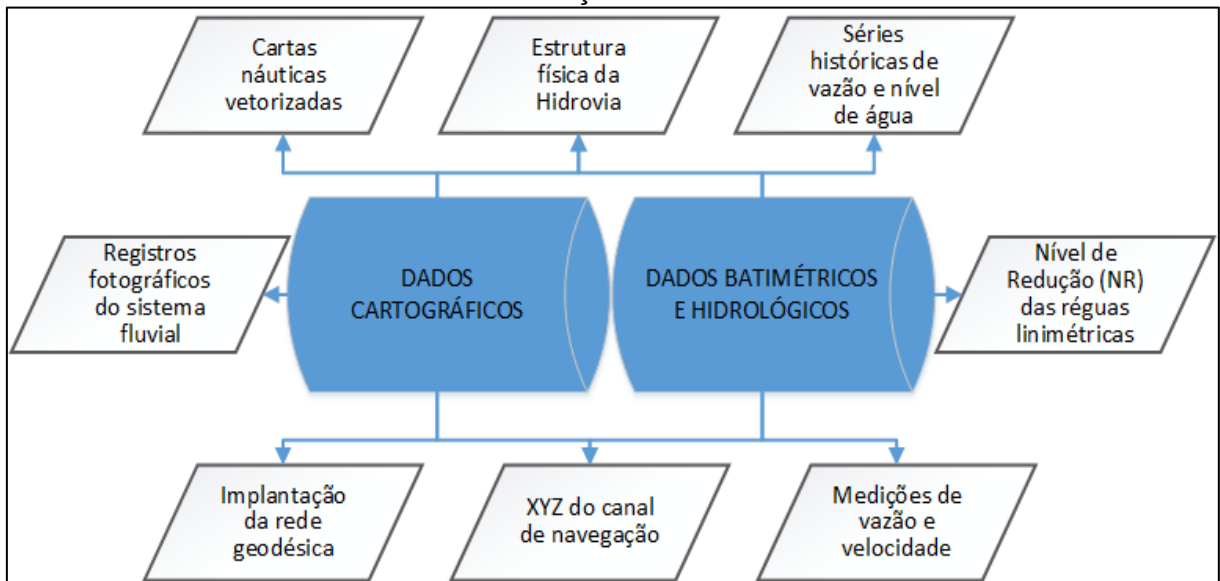 Cartas
náuticas
vetorizadas
Estrutura
física da
Hidrovia
Séries
históricas de
vazão e nível
de água
Registros
fotográficos
do sistema
fluvial
DADOS
CARTOGRÁFICOS
DADOS BATIMÉTRICOS
E HIDROLÓGICOS
Nível de
Redução (NR)
das réguas
linimétricas
Implantação
da rede
geodésica
XYZ do canal
de navegação
Medições de
vazão e
velocidade